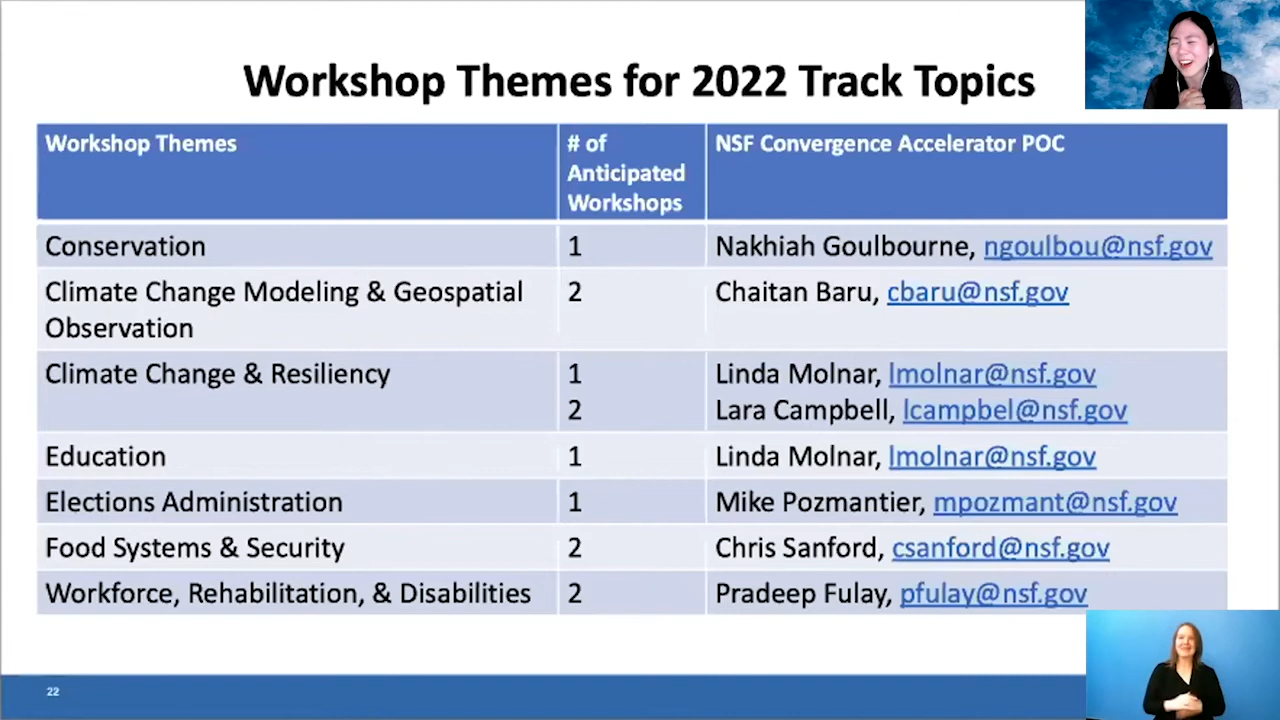 Workshop Themes for 2022 Track Topics
Workshop Themes
# of
Anticipated
Workshops
NSF Convergence Accelerator POC
Conservation
1
Nakhiah Goulbourne, ngoulbou@nsf.gov
Climate Change Modeling & Geospatial
Observation
2
Chaitan Baru, cbaru@nsf.gov
Climate Change & Resiliency
1
Linda Molnar, lmolnar@nsf.gov
2
Lara Campbell, lcampbel@nsf.gov
Education
1
Linda Molnar, lmolnar@nsf.gov
Elections Administration
1
Mike Pozmantier, mpozmant@nsf.gov
Food Systems & Security
2
Chris Sanford, csanford@nsf.gov
Workforce, Rehabilitation, & Disabilities
2
Pradeep Fulay, pfulay@nsf.gov
22